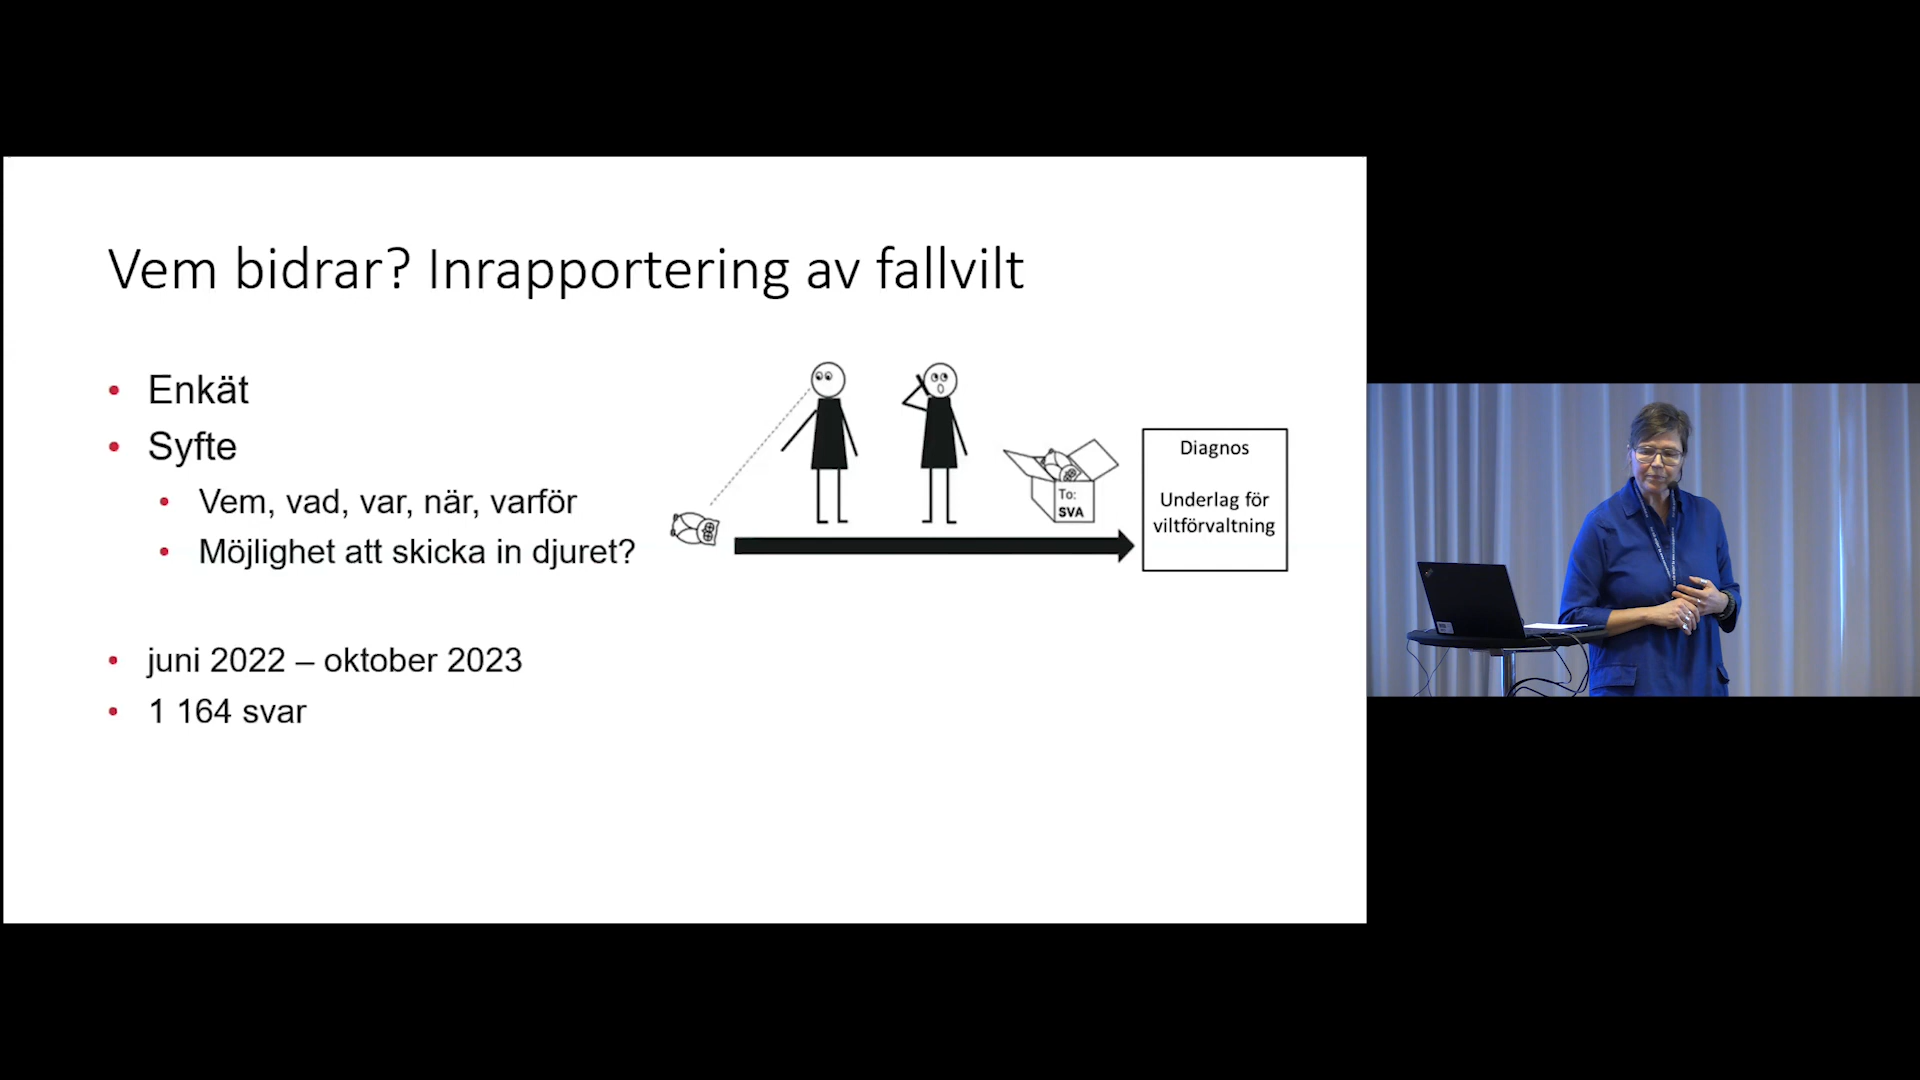 Vem bidrar? Inrapportering av fallvilt
• Enkät
• Syfte
• Vem, vad, var, när, varför
• Möjlighet att skicka in djuret?
• juni 2022 – oktober 2023
• 1 164 svar
To:
SVA
Diagnos
Underlag för
viltförvaltning